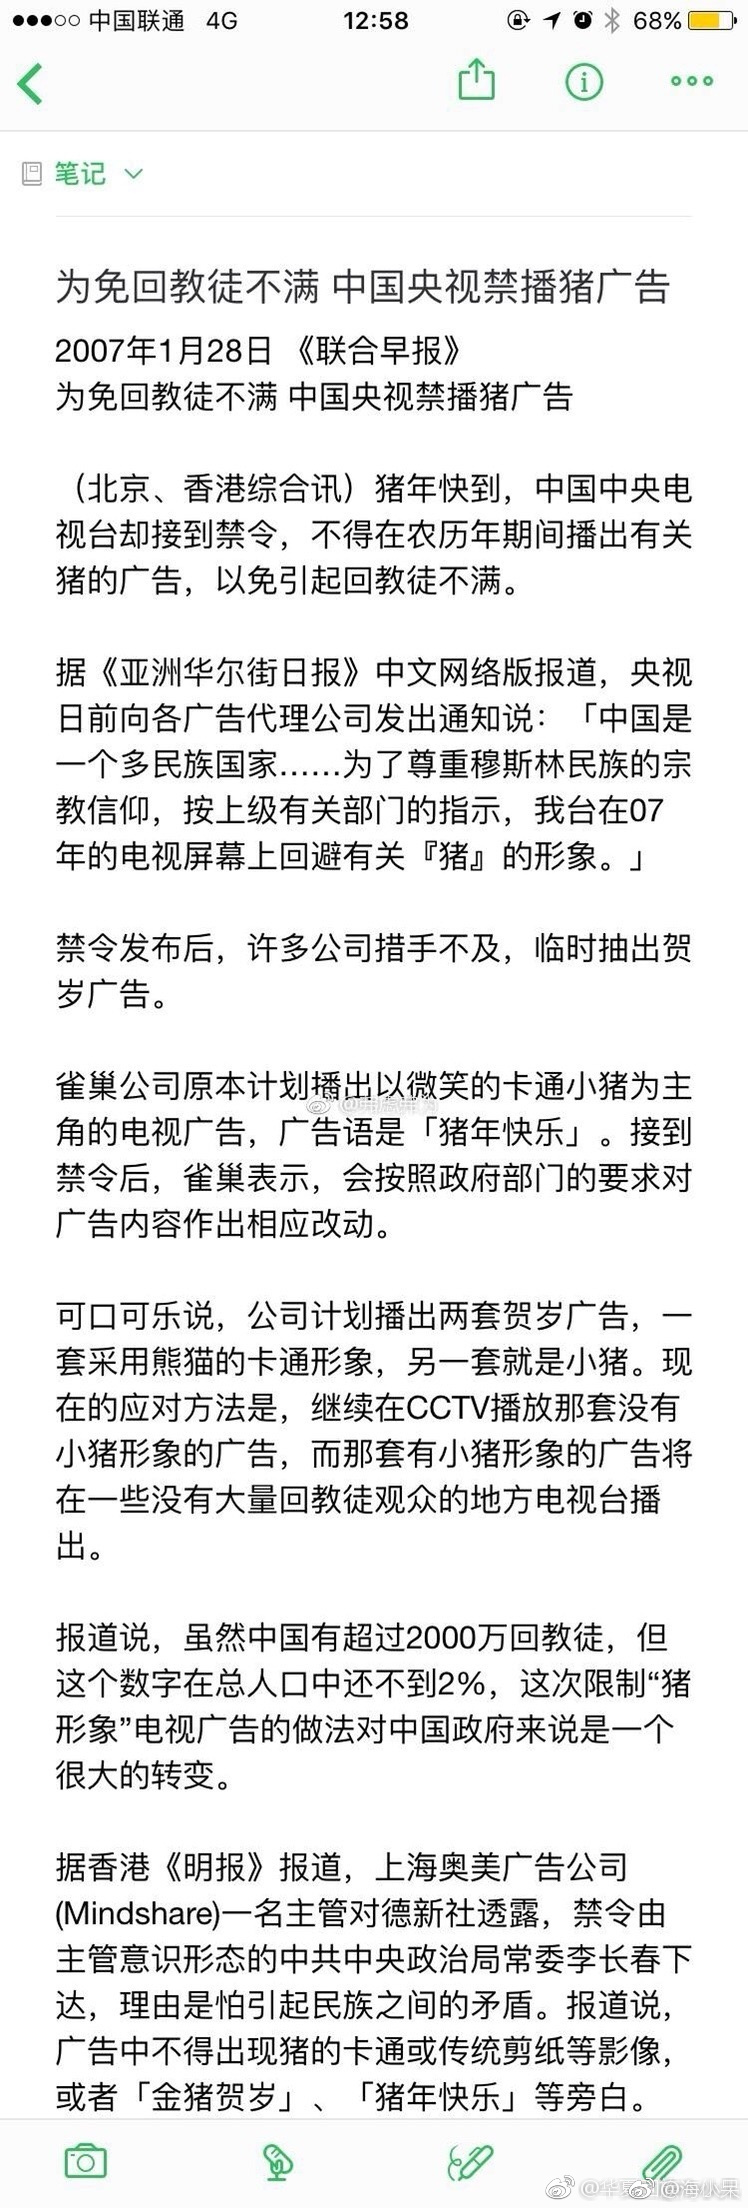 中国联通 4G 12:58 68%
笔记
为免回教徒不满 中国央视禁播猪广告
2007年1月28日 《联合早报》
为免回教徒不满 中国央视禁播猪广告
（北京、香港综合讯）猪年快到，中国中央电
视台却接到禁令，不得在农历年期间播出有关
猪的广告，以免引起回教徒不满。
据《亚洲华尔街日报》中文网络版报道，央视
日前向各广告代理公司发出通知说：「中国是
一个多民族国家……为了尊重穆斯林民族的宗
教信仰，按上级有关部门的指示，我台在07
年的电视屏幕上回避有关『猪』的形象。」
禁令发布后，许多公司措手不及，临时抽出贺
岁广告。
雀巢公司原本计划播出以微笑的卡通小猪为主
角的电视广告，广告语是「猪年快乐」。接到
禁令后，雀巢表示，会按照政府部门的要求对
广告内容作出相应改动。
可口可乐说，公司计划播出两套贺岁广告，一
套采用熊猫的卡通形象，另一套就是小猪。现
在的应对方法是，继续在CCTV播放那套没有
小猪形象的广告，而那套有小猪形象的广告将
在一些没有大量回教徒观众的地方电视台播
出。
报道说，虽然中国有超过2000万回教徒，但
这个数字在总人口中还不到2%，这次限制“猪
形象”电视广告的做法对中国政府来说是一个
很大的转变。
据香港《明报》报道，上海奥美广告公司
(Mindshare)一名主管对德新社透露，禁令由
主管意识形态的中共中央政治局常委李长春下
达，理由是怕引起民族之间的矛盾。报道说，
广告中不得出现猪的卡通或传统剪纸等影像，
或者「金猪贺岁」、「猪年快乐」等旁白。
@海小果